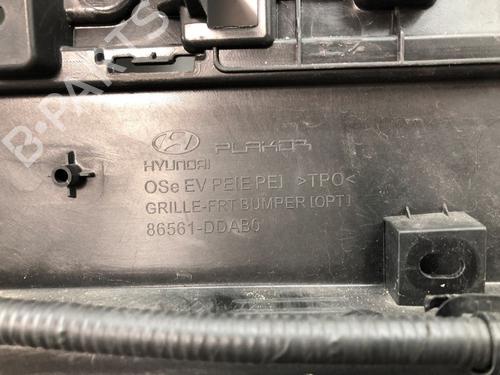 B-PARTS
HYUNDAI PLAKOR
OSe EV PE[E PE] >TPO<
GRILLE-FRT BUMPER [OPT]
86561-DDAB0